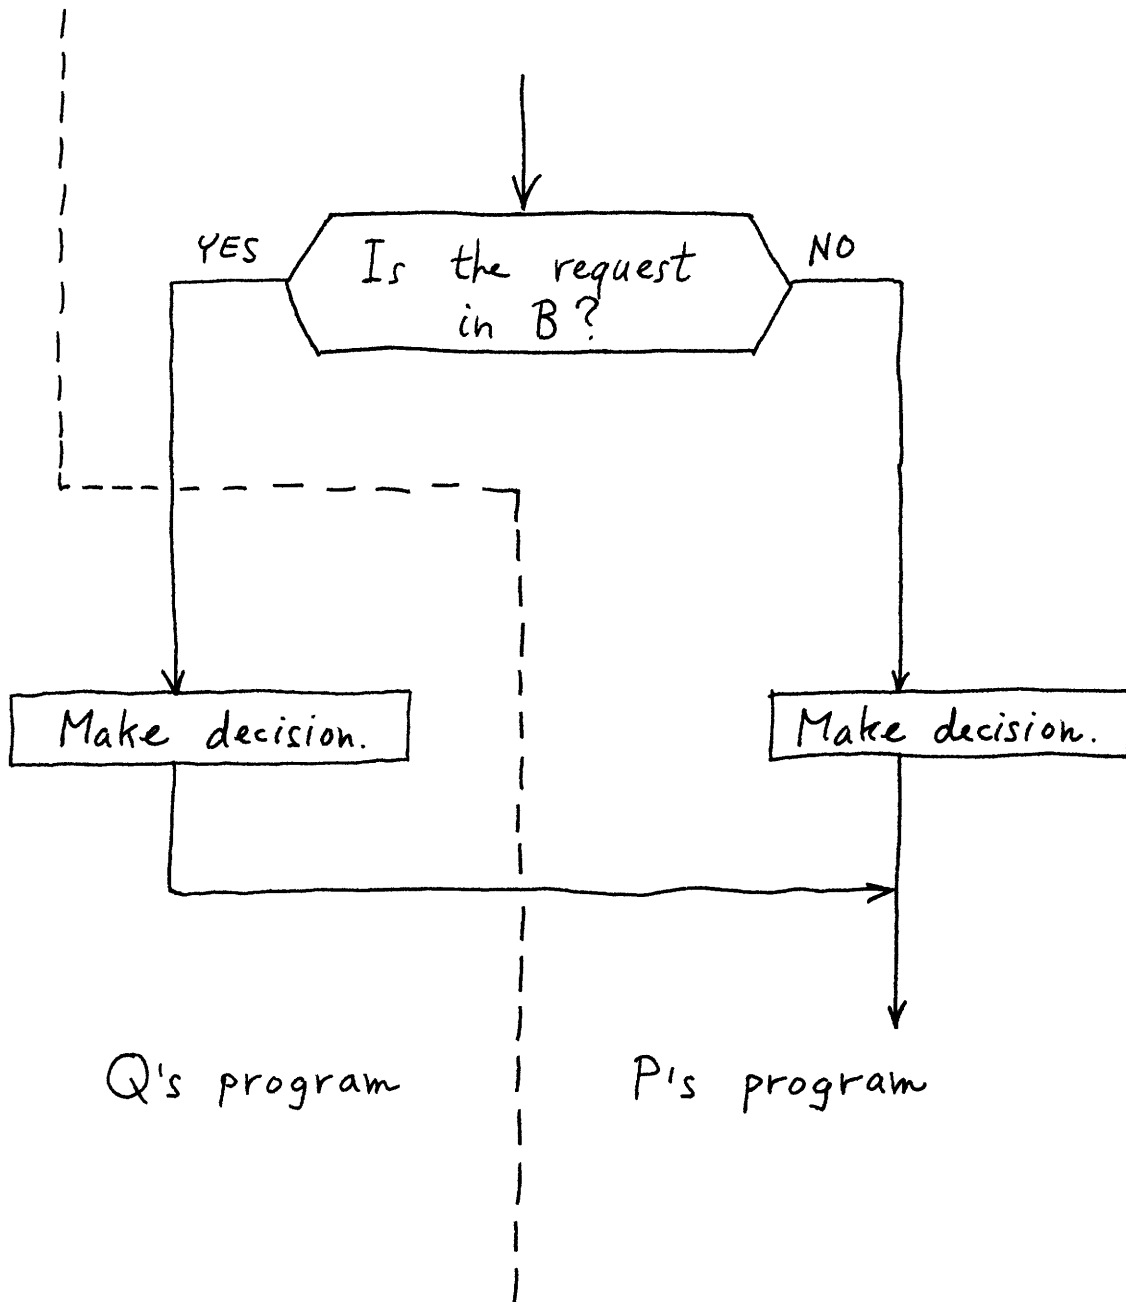 YES
Is the request
in B?
NO
Make decision.
Make decision.
Q's program
P's program